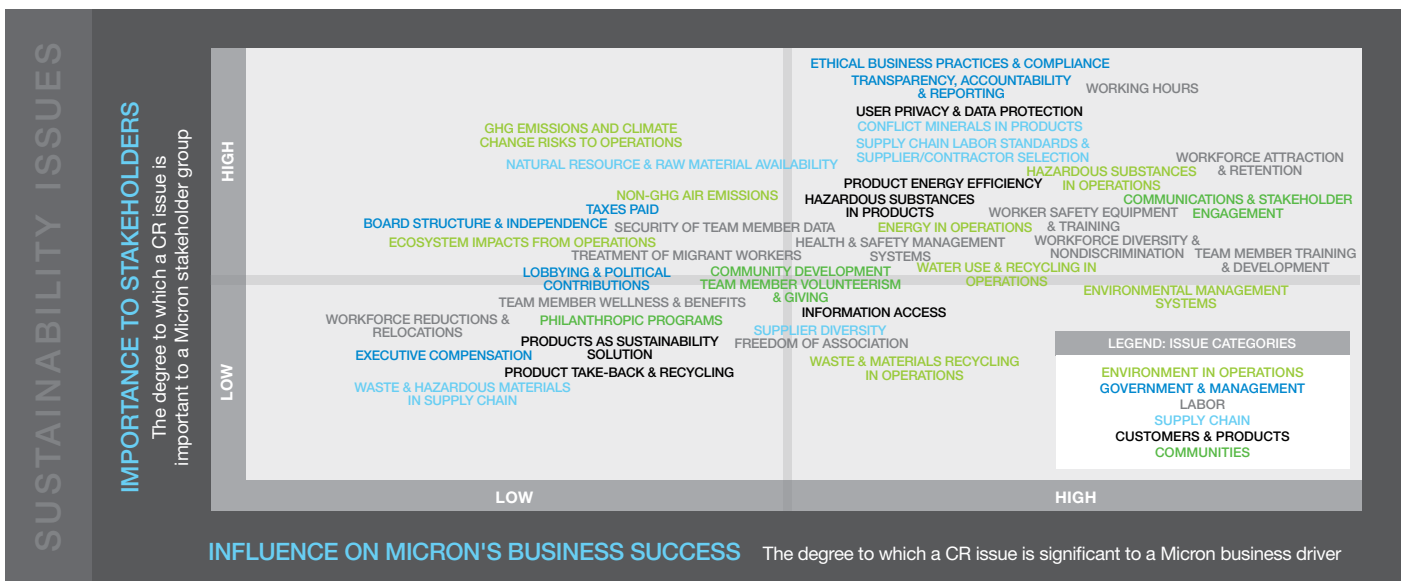 SUSTAINABILITY ISSUES
IMPORTANCE TO STAKEHOLDERS
The degree to which a CR issue is
important to a Micron stakeholder group
HIGH
LOW
ETHICAL BUSINESS PRACTICES & COMPLIANCE
TRANSPARENCY, ACCOUNTABILITY
& REPORTING
WORKING HOURS
USER PRIVACY & DATA PROTECTION
GHG EMISSIONS AND CLIMATE
CHANGE RISKS TO OPERATIONS
CONFLICT MINERALS IN PRODUCTS
SUPPLY CHAIN LABOR STANDARDS &
SUPPLIER/CONTRACTOR SELECTION
NATURAL RESOURCE & RAW MATERIAL AVAILABILITY
WORKFORCE ATTRACTION
& RETENTION
HAZARDOUS SUBSTANCES
IN OPERATIONS
PRODUCT ENERGY EFFICIENCY
NON-GHG AIR EMISSIONS
HAZARDOUS SUBSTANCES
IN PRODUCTS
COMMUNICATIONS & STAKEHOLDER
ENGAGEMENT
TAXES PAID
WORKER SAFETY EQUIPMENT
& TRAINING
BOARD STRUCTURE & INDEPENDENCE
SECURITY OF TEAM MEMBER DATA
ENERGY IN OPERATIONS
ECOSYSTEM IMPACTS FROM OPERATIONS
HEALTH & SAFETY MANAGEMENT
SYSTEMS
WORKFORCE DIVERSITY &
NONDISCRIMINATION
TEAM MEMBER TRAINING
& DEVELOPMENT
TREATMENT OF MIGRANT WORKERS
LOBBYING & POLITICAL
CONTRIBUTIONS
COMMUNITY DEVELOPMENT
WATER USE & RECYCLING IN
OPERATIONS
TEAM MEMBER VOLUNTEERISM
& GIVING
ENVIRONMENTAL MANAGEMENT
SYSTEMS
TEAM MEMBER WELLNESS & BENEFITS
INFORMATION ACCESS
WORKFORCE REDUCTIONS &
RELOCATIONS
PHILANTHROPIC PROGRAMS
SUPPLIER DIVERSITY
PRODUCTS AS SUSTAINABILITY
SOLUTION
FREEDOM OF ASSOCIATION
EXECUTIVE COMPENSATION
WASTE & MATERIALS RECYCLING
IN OPERATIONS
PRODUCT TAKE-BACK & RECYCLING
WASTE & HAZARDOUS MATERIALS
IN SUPPLY CHAIN
LEGEND: ISSUE CATEGORIES
ENVIRONMENT IN OPERATIONS
GOVERNMENT & MANAGEMENT
LABOR
SUPPLY CHAIN
CUSTOMERS & PRODUCTS
COMMUNITIES
LOW
HIGH
INFLUENCE ON MICRON'S BUSINESS SUCCESS The degree to which a CR issue is significant to a Micron business driver